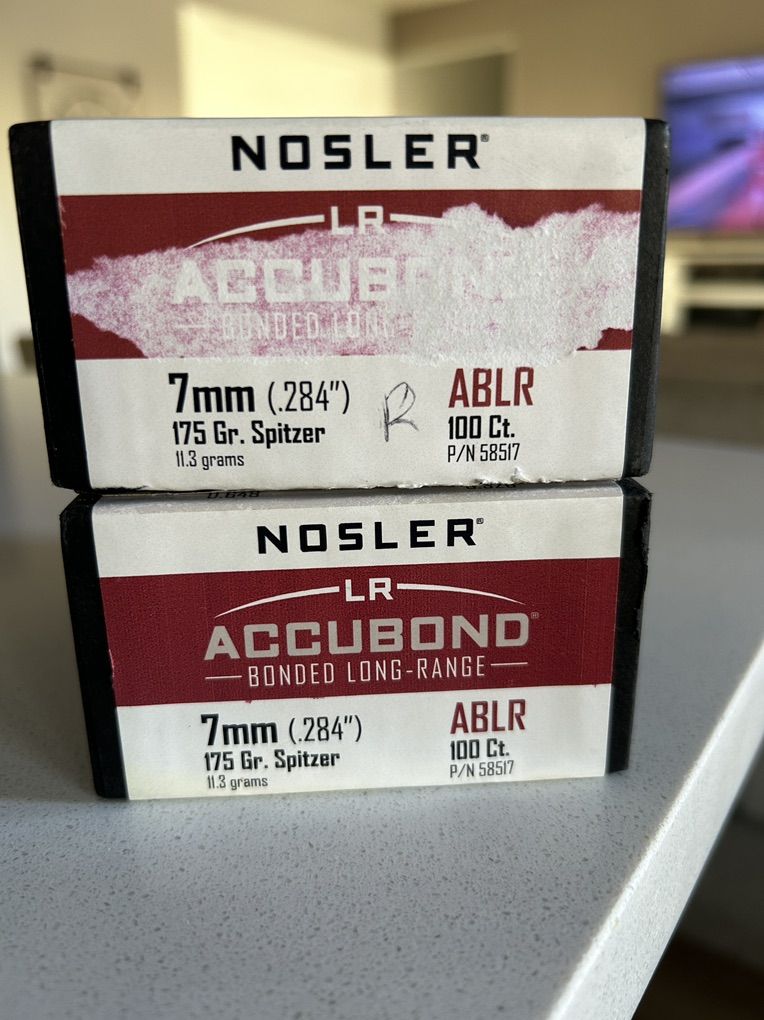 NOSLER®
LR
ACCUB
BONDED LONG-
7mm (.284") R ABLR
175 Gr. Spitzer 100 Ct.
11.3 grams P/N 58517
NOSLER®
LR
ACCUBOND®
BONDED LONG-RANGE
7mm (.284") ABLR
175 Gr. Spitzer 100 Ct.
11.3 grams P/N 58517